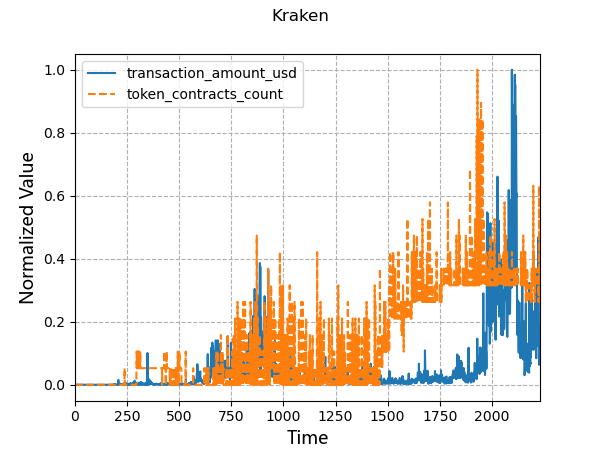 Kraken
1.0
0.8
0.6
0.4
0.2
0.0
Normalized Value
transaction_amount_usd
token_contracts_count
0 250 500 750 1000 1250 1500 1750 2000
Time